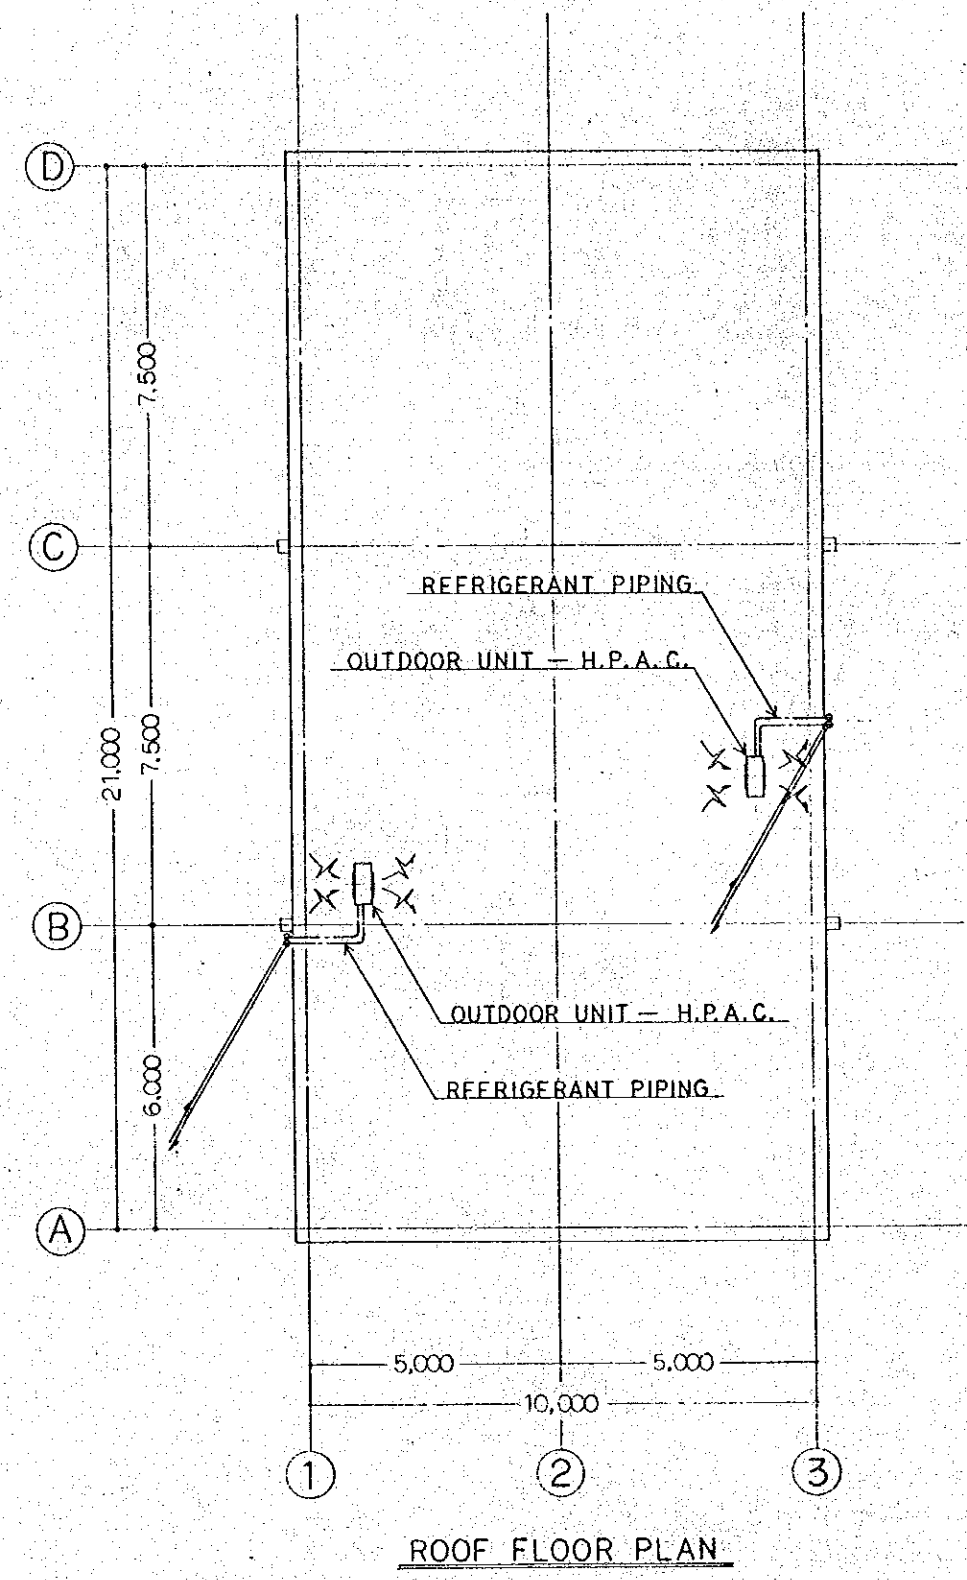 D
7,500
C
REFRIGERANT PIPING
OUTDOOR UNIT — H.P.A.C.
21,000
7,500
B
OUTDOOR UNIT — H.P.A.C.
REFRIGERANT PIPING
6,000
A
5,000 5,000
10,000
1 2 3
ROOF FLOOR PLAN